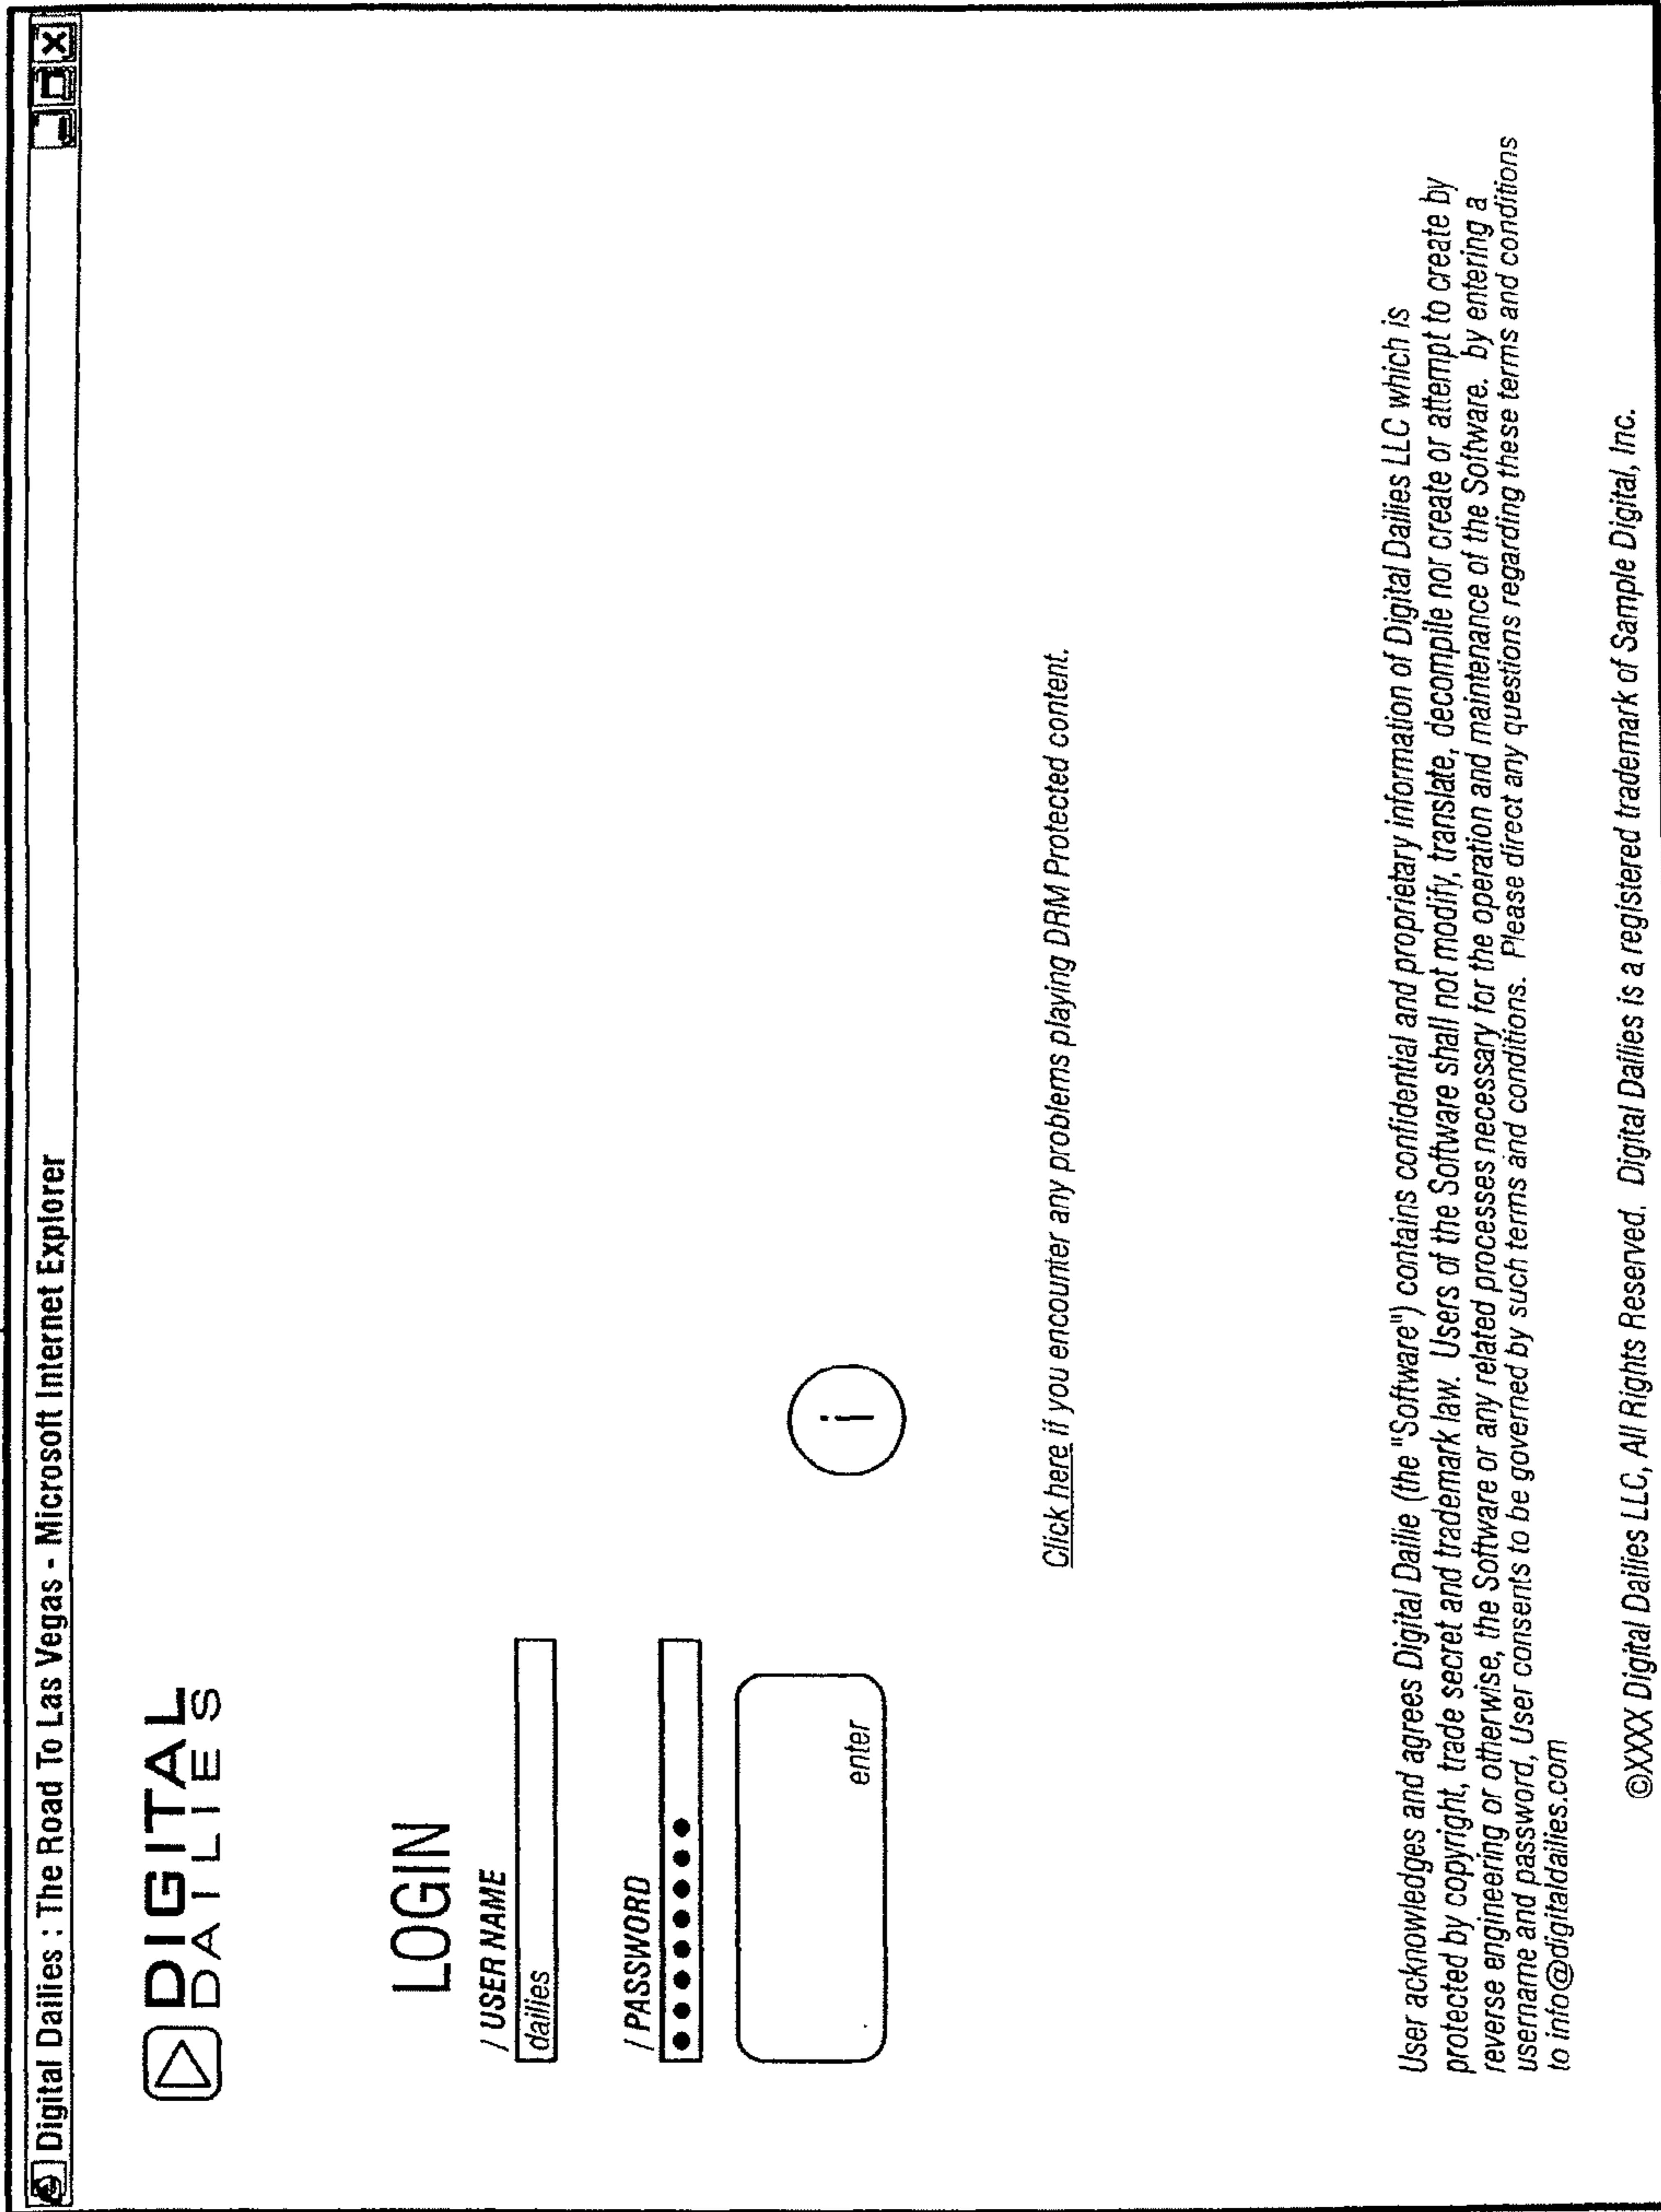 Digital Dailies : The Road To Las Vegas - Microsoft Internet Explorer
DIGITAL
DAILIES
LOGIN
/ USER NAME
dailies
/ PASSWORD
●●●●●●●●
enter
i
Click here if you encounter any problems playing DRM Protected content.
User acknowledges and agrees Digital Dailie (the "Software") contains confidential and proprietary information of Digital Dailies LLC which is
protected by copyright, trade secret and trademark law. Users of the Software shall not modify, translate, decompile nor create or attempt to create by
reverse engineering or otherwise, the Software or any related processes necessary for the operation and maintenance of the Software. by entering a
username and password, User consents to be governed by such terms and conditions. Please direct any questions regarding these terms and conditions
to info@digitaldailies.com
©XXXX Digital Dailies LLC, All Rights Reserved. Digital Dailies is a registered trademark of Sample Digital, Inc.